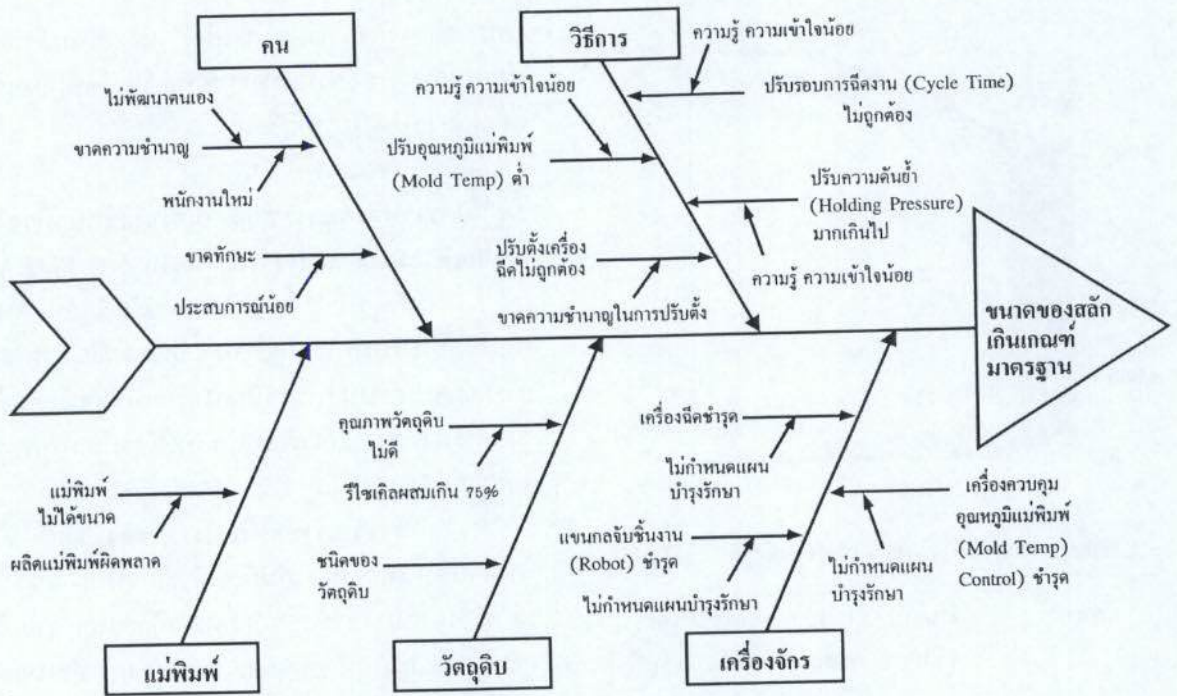 คน
วิธีการ
ความรู้ ความเข้าใจน้อย
ไม่พัฒนาตนเอง
ความรู้ ความเข้าใจน้อย
ปรับรอบการฉีดงาน (Cycle Time)
ไม่ถูกต้อง
ขาดความชำนาญ
ปรับอุณหภูมิแม่พิมพ์
(Mold Temp) ต่ำ
พนักงานใหม่
ปรับความดันย้ำ
(Holding Pressure)
มากเกินไป
ขาดทักษะ
ปรับตั้งเครื่อง
ฉีดไม่ถูกต้อง
ความรู้ ความเข้าใจน้อย
ประสบการณ์น้อย
ขาดความชำนาญในการปรับตั้ง
ขนาดของสลัก
เกินเกณฑ์
มาตรฐาน
คุณภาพวัตถุดิบ
ไม่ดี
เครื่องฉีดชำรุด
ไม่กำหนดแผน
บำรุงรักษา
รีไซเคิลผสมเกิน 75%
แม่พิมพ์
ไม่ได้ขนาด
เครื่องควบคุม
อุณหภูมิแม่พิมพ์
(Mold Temp)
Control) ชำรุด
แขนกลจับชิ้นงาน
(Robot) ชำรุด
ผลิตแม่พิมพ์ผิดพลาด
ชนิดของ
วัตถุดิบ
ไม่กำหนดแผน
บำรุงรักษา
ไม่กำหนดแผนบำรุงรักษา
แม่พิมพ์
วัตถุดิบ
เครื่องจักร